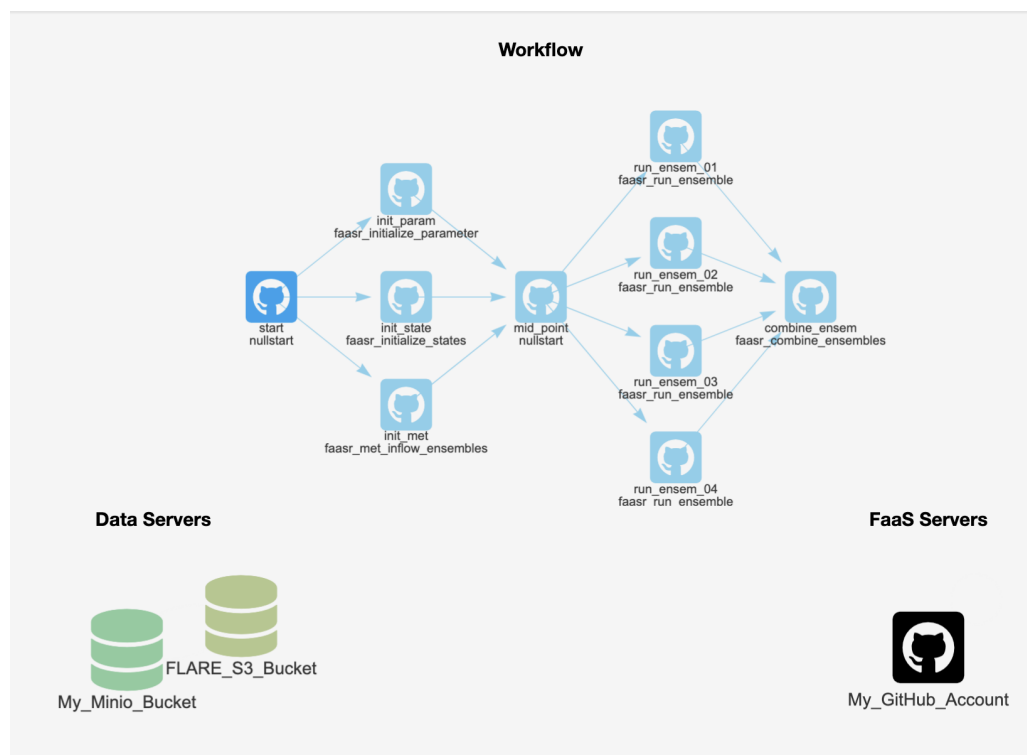 Workflow
run_ensem_01
faasr_run_ensemble
init_param
faasr_initialize_parameter
run_ensem_02
faasr_run_ensemble
start
nullstart
init_state
faasr_initialize_states
mid_point
nullstart
combine_ensem
faasr_combine_ensembles
run_ensem_03
faasr_run_ensemble
init_met
faasr_met_inflow_ensembles
run_ensem_04
faasr_run_ensemble
Data Servers
FaaS Servers
FLARE_S3_Bucket
My_Minio_Bucket
My_GitHub_Account